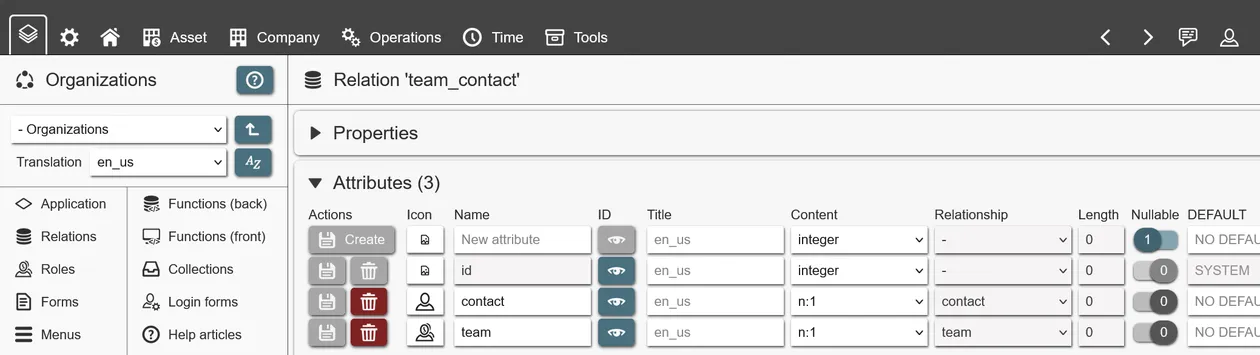 Asset Company Operations Time Tools
Organizations
Relation 'team_contact'
- Organizations
Properties
Translation en_us AZ
Attributes (3)
Application Functions (back)
Relations Functions (front)
Roles Collections
Forms Login forms
Menus Help articles
Actions Icon Name ID Title Content Relationship Length Nullable DEFAULT
Create New attribute en_us integer - 0 1 NO DEFAU
id en_us integer - 0 0 SYSTEM
contact en_us n:1 contact 0 0 NO DEFAU
team en_us n:1 team 0 0 NO DEFAU